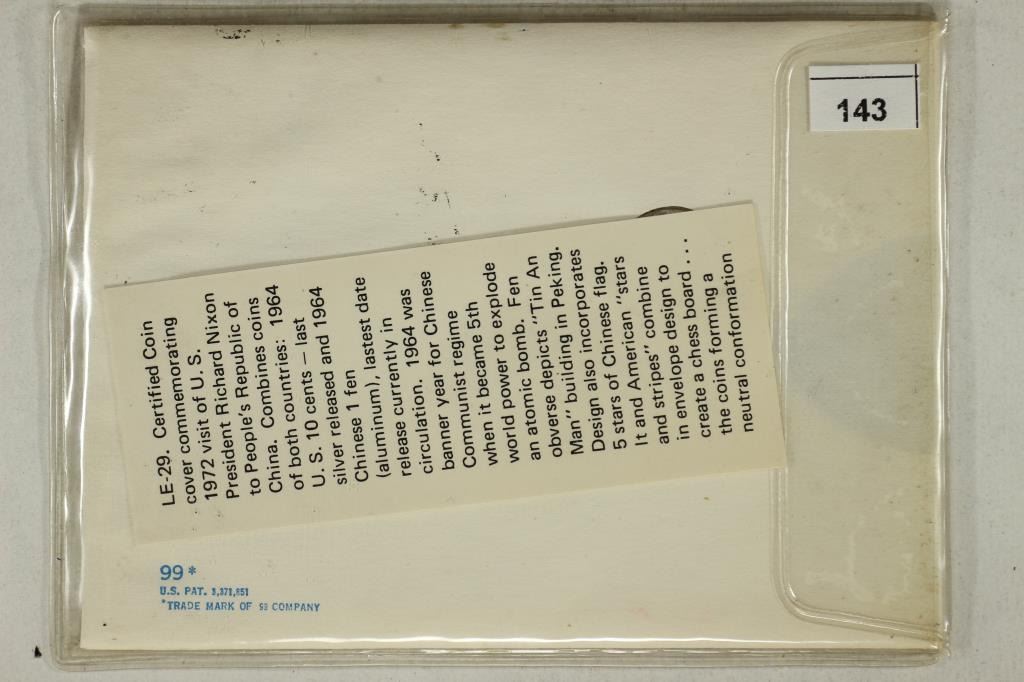 143
LE-29. Certified Coin
cover commemorating
1972 visit of U. S.
President Richard Nixon
to People's Republic of
China. Combines coins
of both countries: 1964
U. S. 10 cents – last
silver released and 1964
Chinese 1 fen
(aluminum), lastest date
release currently in
circulation. 1964 was
banner year for Chinese
Communist regime
when it became 5th
world power to explode
an atomic bomb. Fen
obverse depicts "Tin An
Man" building in Peking.
Design also incorporates
5 stars of Chinese flag.
It and American "stars
and stripes" combine
in envelope design to
create a chess board . . .
the coins forming a
neutral conformation.
99*
U.S. PAT. 3,371,851
*TRADE MARK OF 99 COMPANY